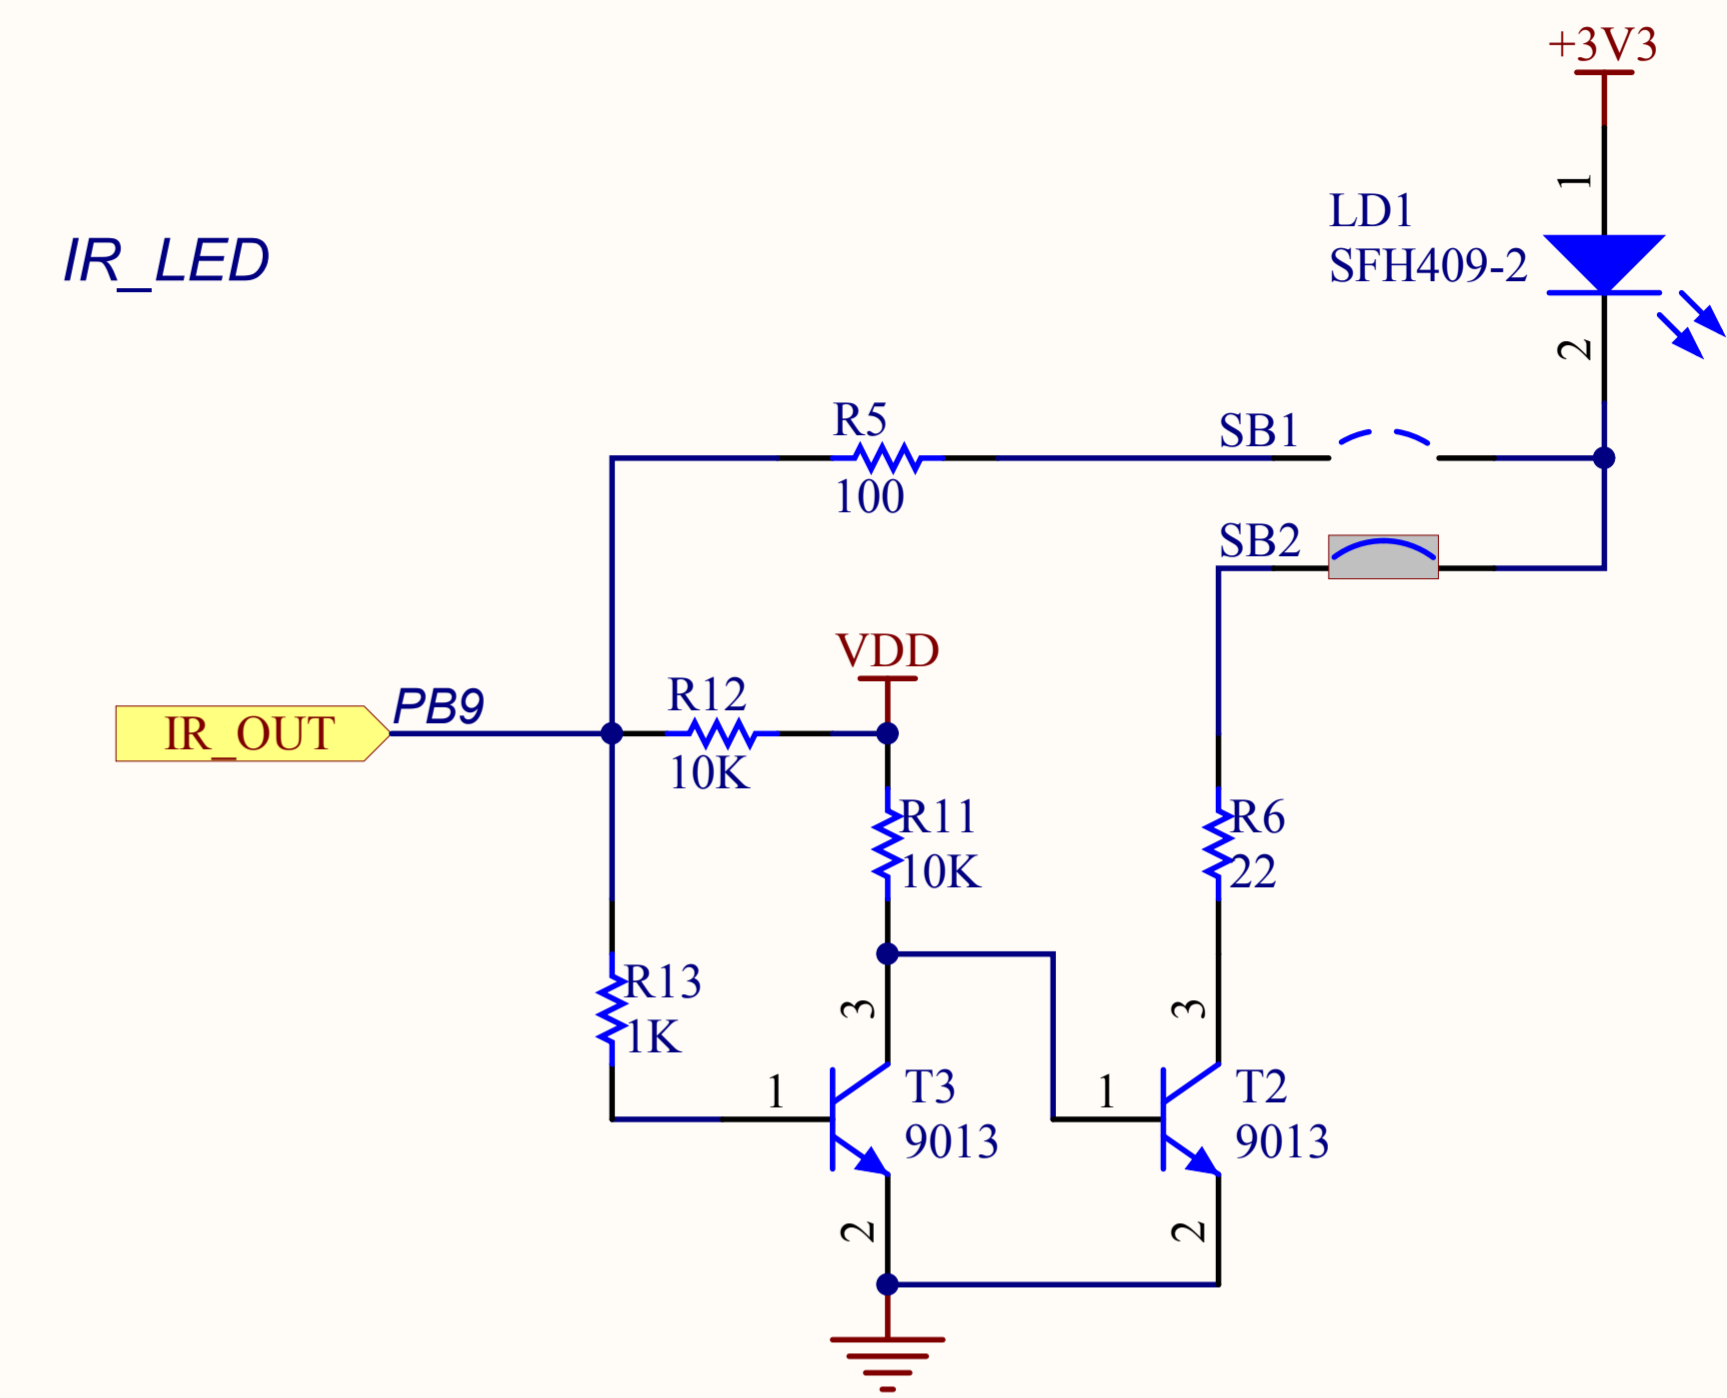 +3V3
1
LD1
SFH409-2
IR_LED
2
R5
100
SB1
SB2
VDD
PB9
IR_OUT
R12
10K
R11
10K
R6
22
R13
1K
3
3
1
T3
9013
1
T2
9013
2
2